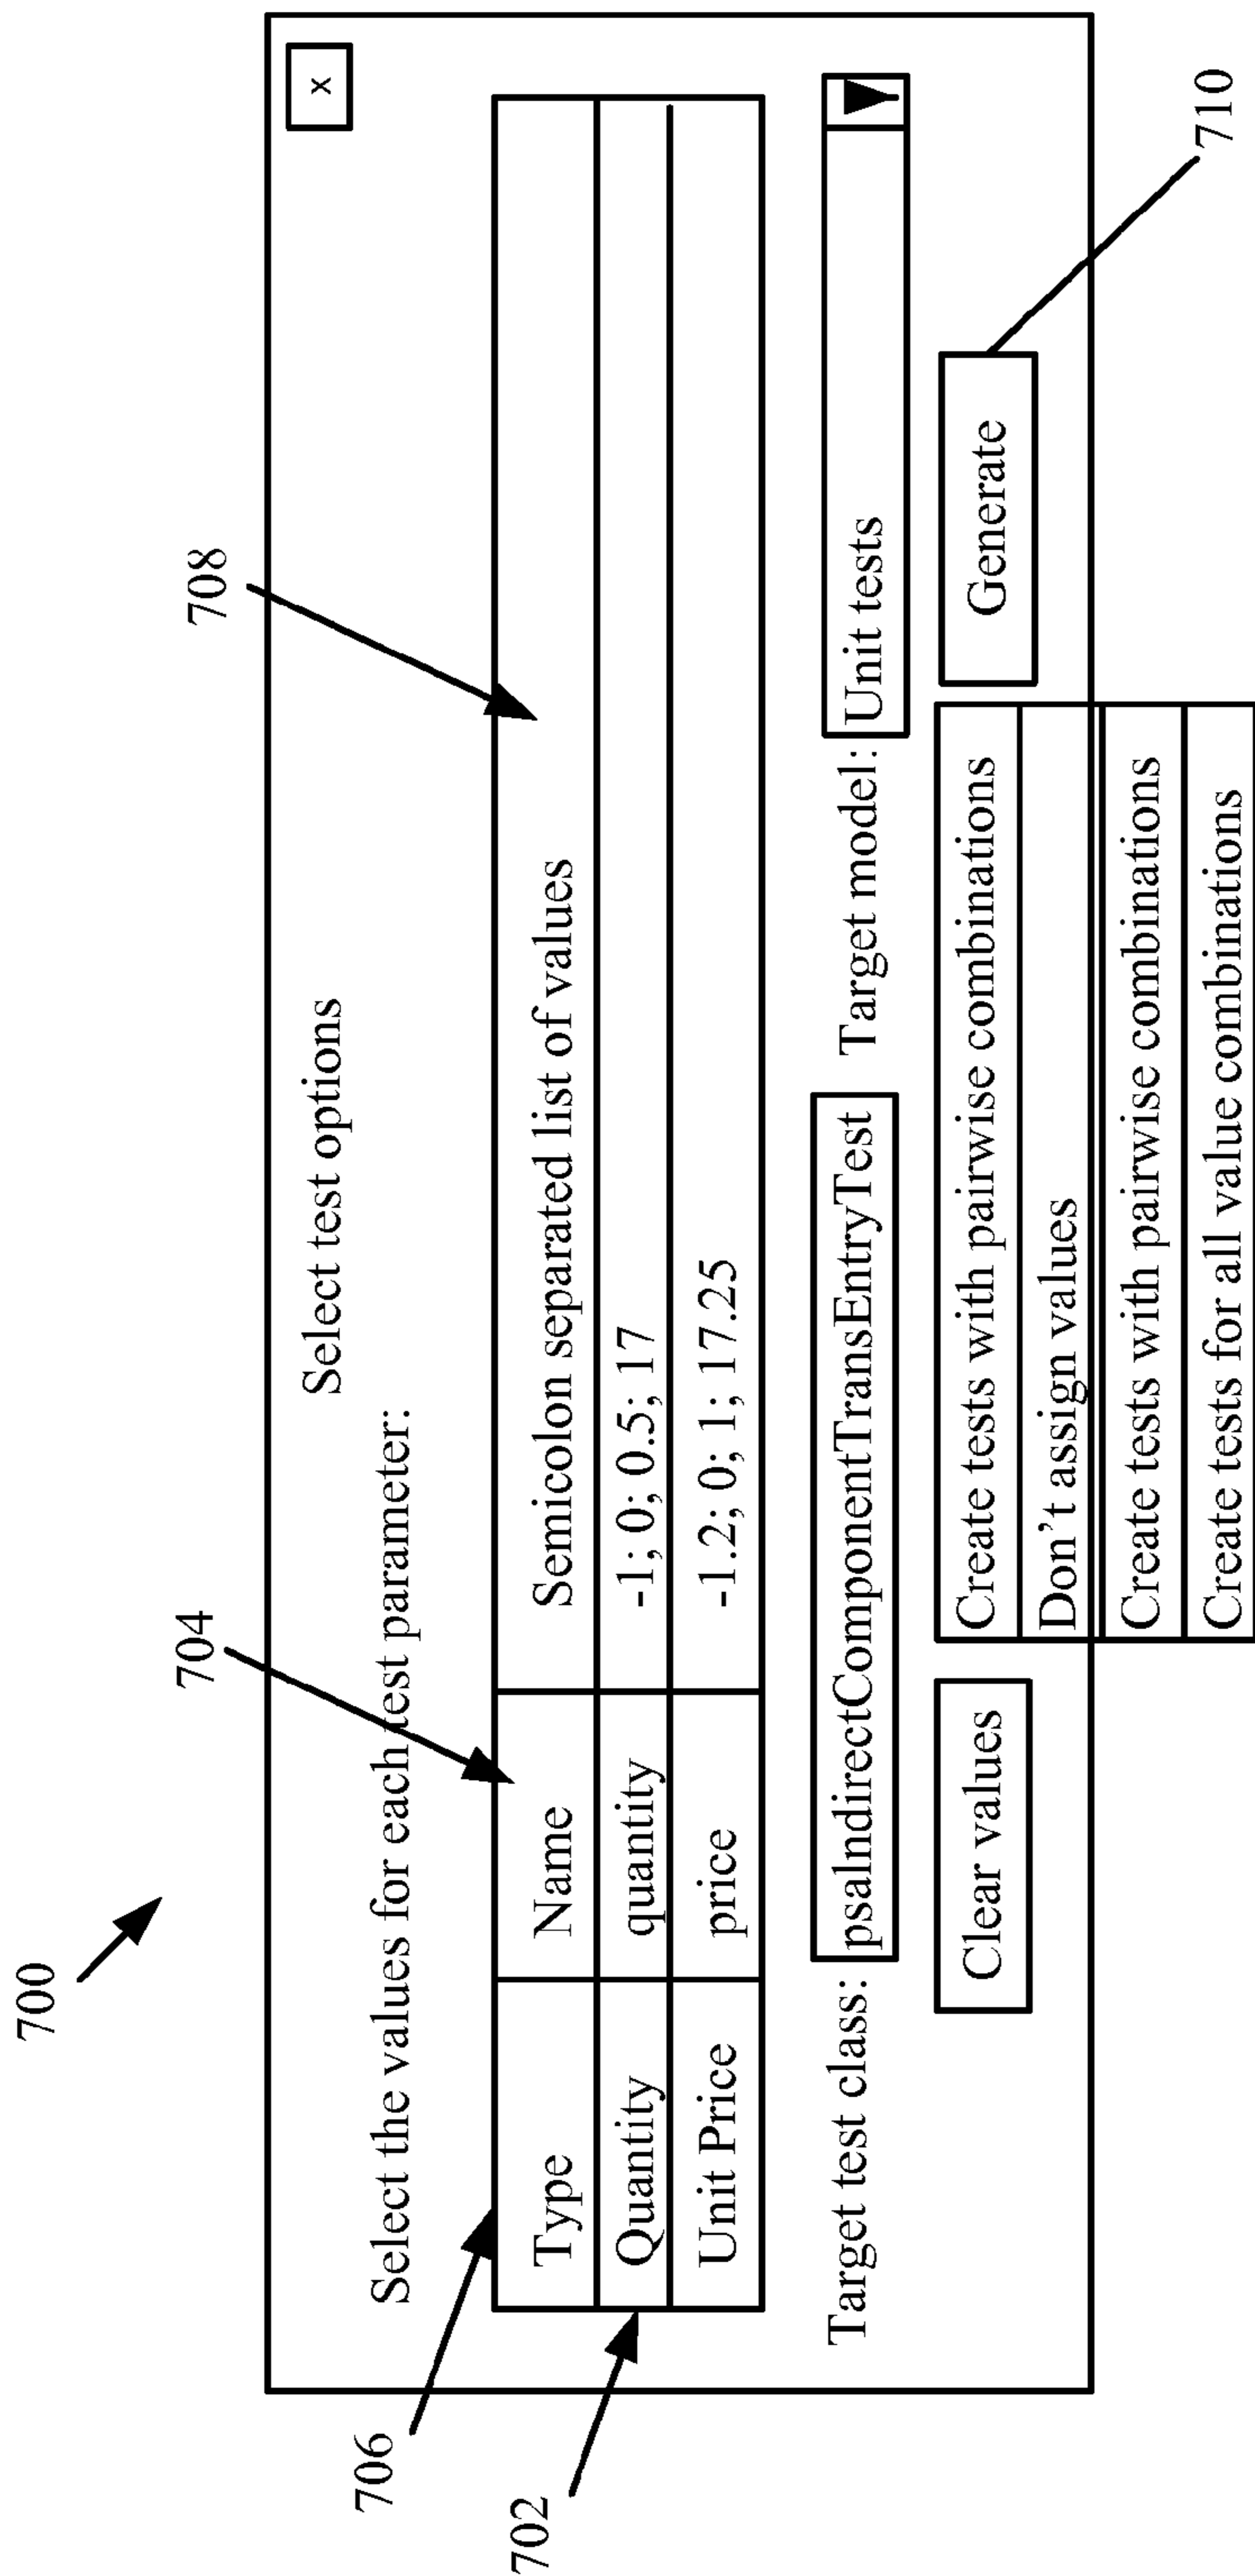 700
706
704
708
702
710
Select test options
x
Select the values for each test parameter:
Type Name Semicolon separated list of values
Quantity quantity -1; 0; 0.5; 17
Unit Price price -1.2; 0; 1; 17.25
Target test class: psaIndirectComponentTransEntryTest Target model: Unit tests
Clear values Create tests with pairwise combinations Generate
Don't assign values
Create tests with pairwise combinations
Create tests for all value combinations